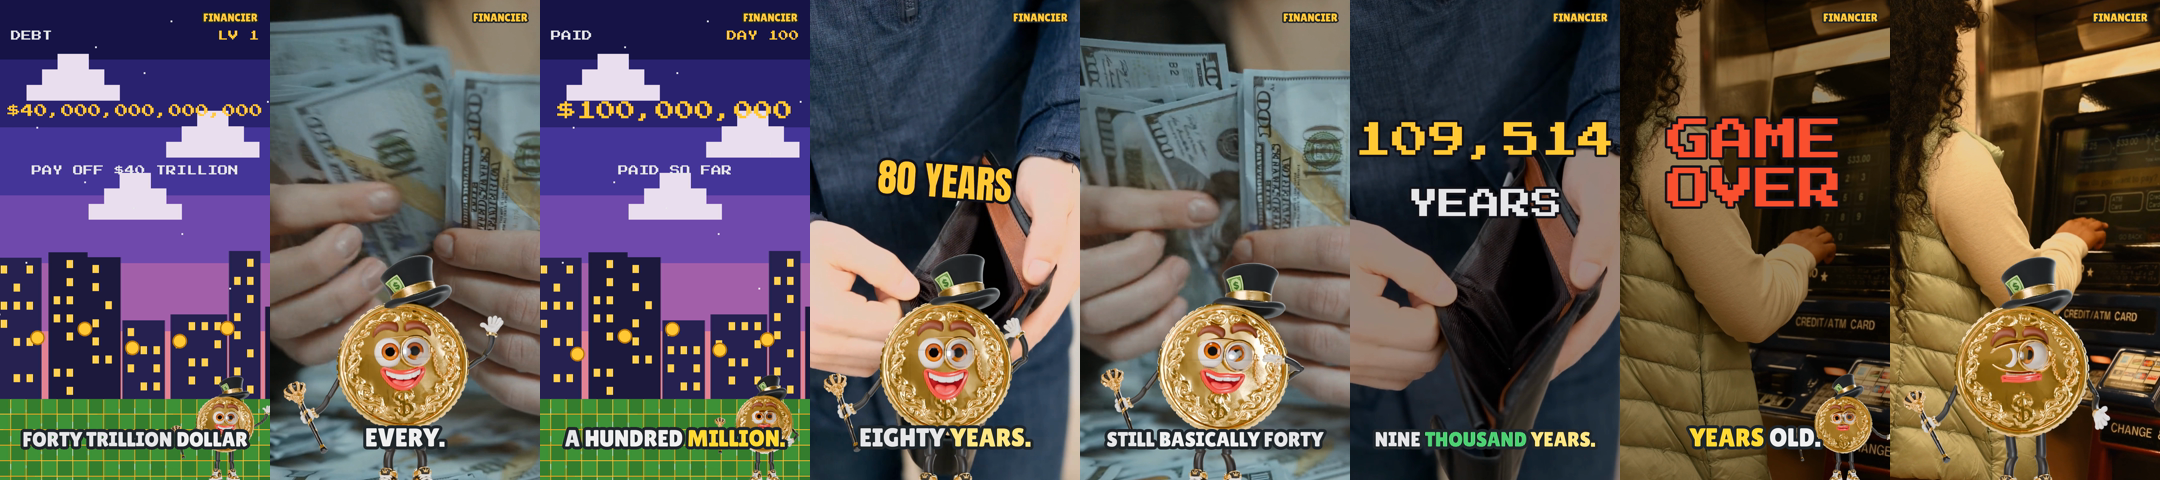 FINANCIER
DEBT
LV 1
$40,000,000,000,000
PAY OFF $40 TRILLION
FORTY TRILLION DOLLAR
FINANCIER
EVERY.
FINANCIER
PAID
DAY 100
$100,000,000
PAID SO FAR
A HUNDRED MILLION.
FINANCIER
80 YEARS
EIGHTY YEARS.
FINANCIER
STILL BASICALLY FORTY
FINANCIER
109,514
YEARS
NINE THOUSAND YEARS.
FINANCIER
GAME
OVER
CREDIT/ATM CARD
YEARS OLD.
FINANCIER
CREDIT/ATM CARD
CHANGE